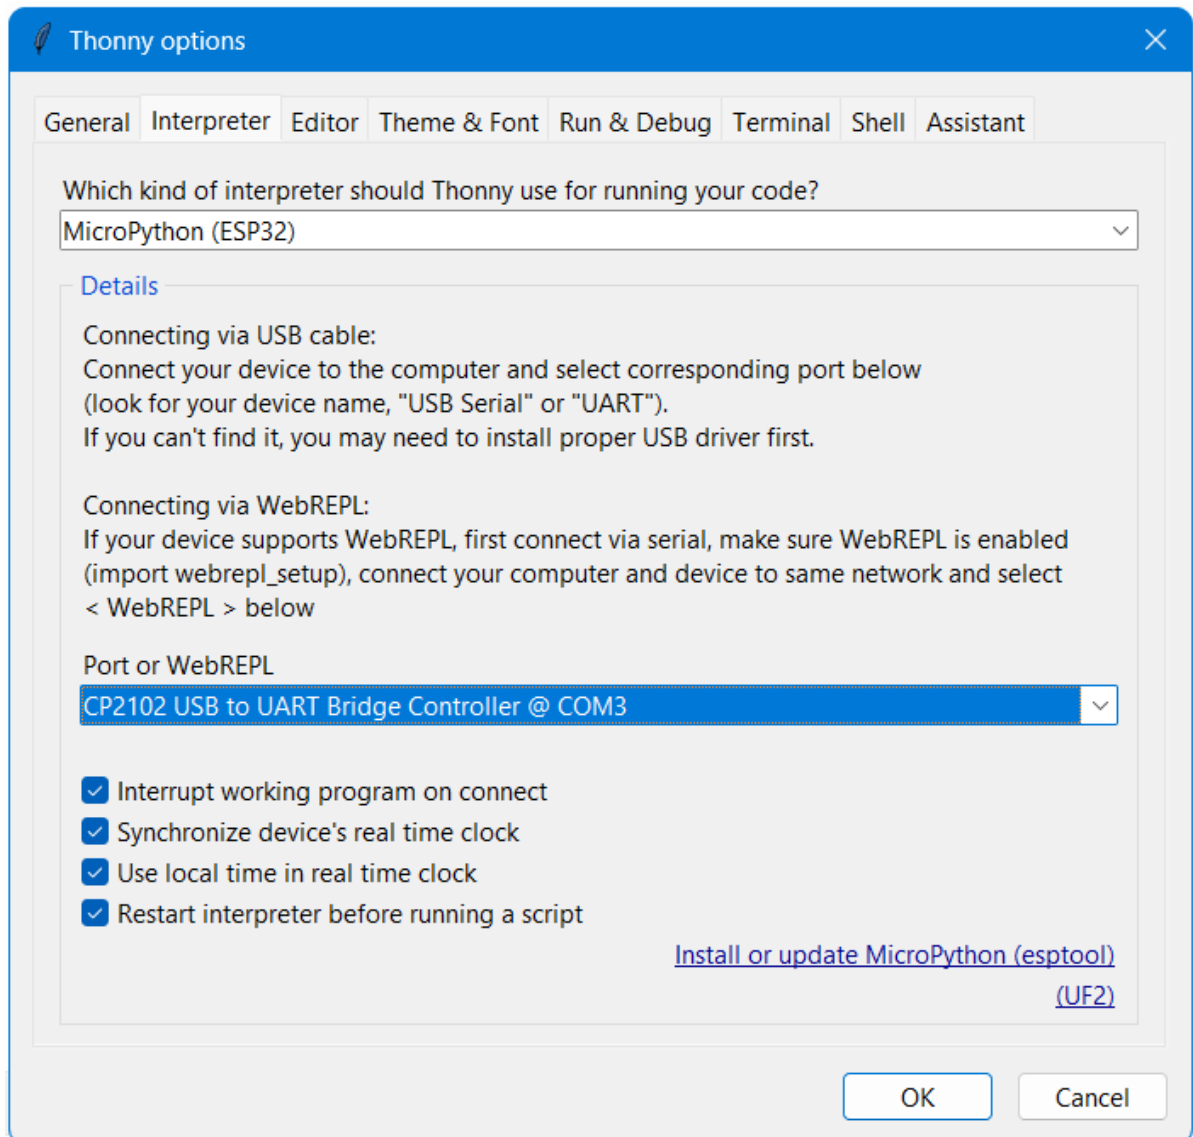 Thonny options
General Interpreter Editor Theme & Font Run & Debug Terminal Shell Assistant
Which kind of interpreter should Thonny use for running your code?
MicroPython (ESP32)
Details
Connecting via USB cable:
Connect your device to the computer and select corresponding port below
(look for your device name, "USB Serial" or "UART").
If you can't find it, you may need to install proper USB driver first.
Connecting via WebREPL:
If your device supports WebREPL, first connect via serial, make sure WebREPL is enabled
(import webrepl_setup), connect your computer and device to same network and select
< WebREPL > below
Port or WebREPL
CP2102 USB to UART Bridge Controller @ COM3
Interrupt working program on connect
Synchronize device's real time clock
Use local time in real time clock
Restart interpreter before running a script
Install or update MicroPython (esptool)
(UF2)
OK Cancel